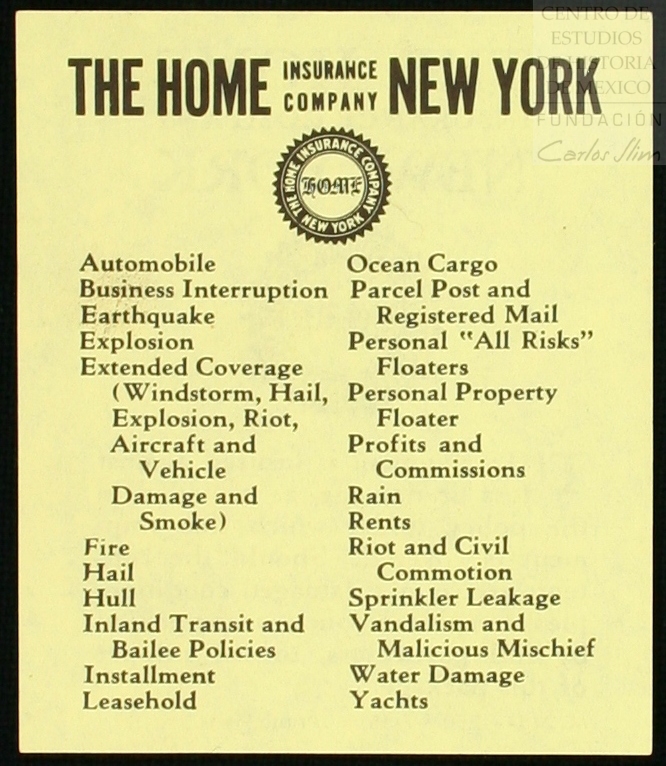 CENTRO DE
ESTUDIOS
DE HISTORIA
DE MEXICO
FUNDACIÓN
Carlos Slim
THE HOME INSURANCE COMPANY NEW YORK
THE HOME INSURANCE COMPANY NEW YORK
HOME
Automobile
Business Interruption
Earthquake
Explosion
Extended Coverage
(Windstorm, Hail,
Explosion, Riot,
Aircraft and
Vehicle
Damage and
Smoke)
Fire
Hail
Hull
Inland Transit and
Bailee Policies
Installment
Leasehold
Ocean Cargo
Parcel Post and
Registered Mail
Personal "All Risks"
Floaters
Personal Property
Floater
Profits and
Commissions
Rain
Rents
Riot and Civil
Commotion
Sprinkler Leakage
Vandalism and
Malicious Mischief
Water Damage
Yachts